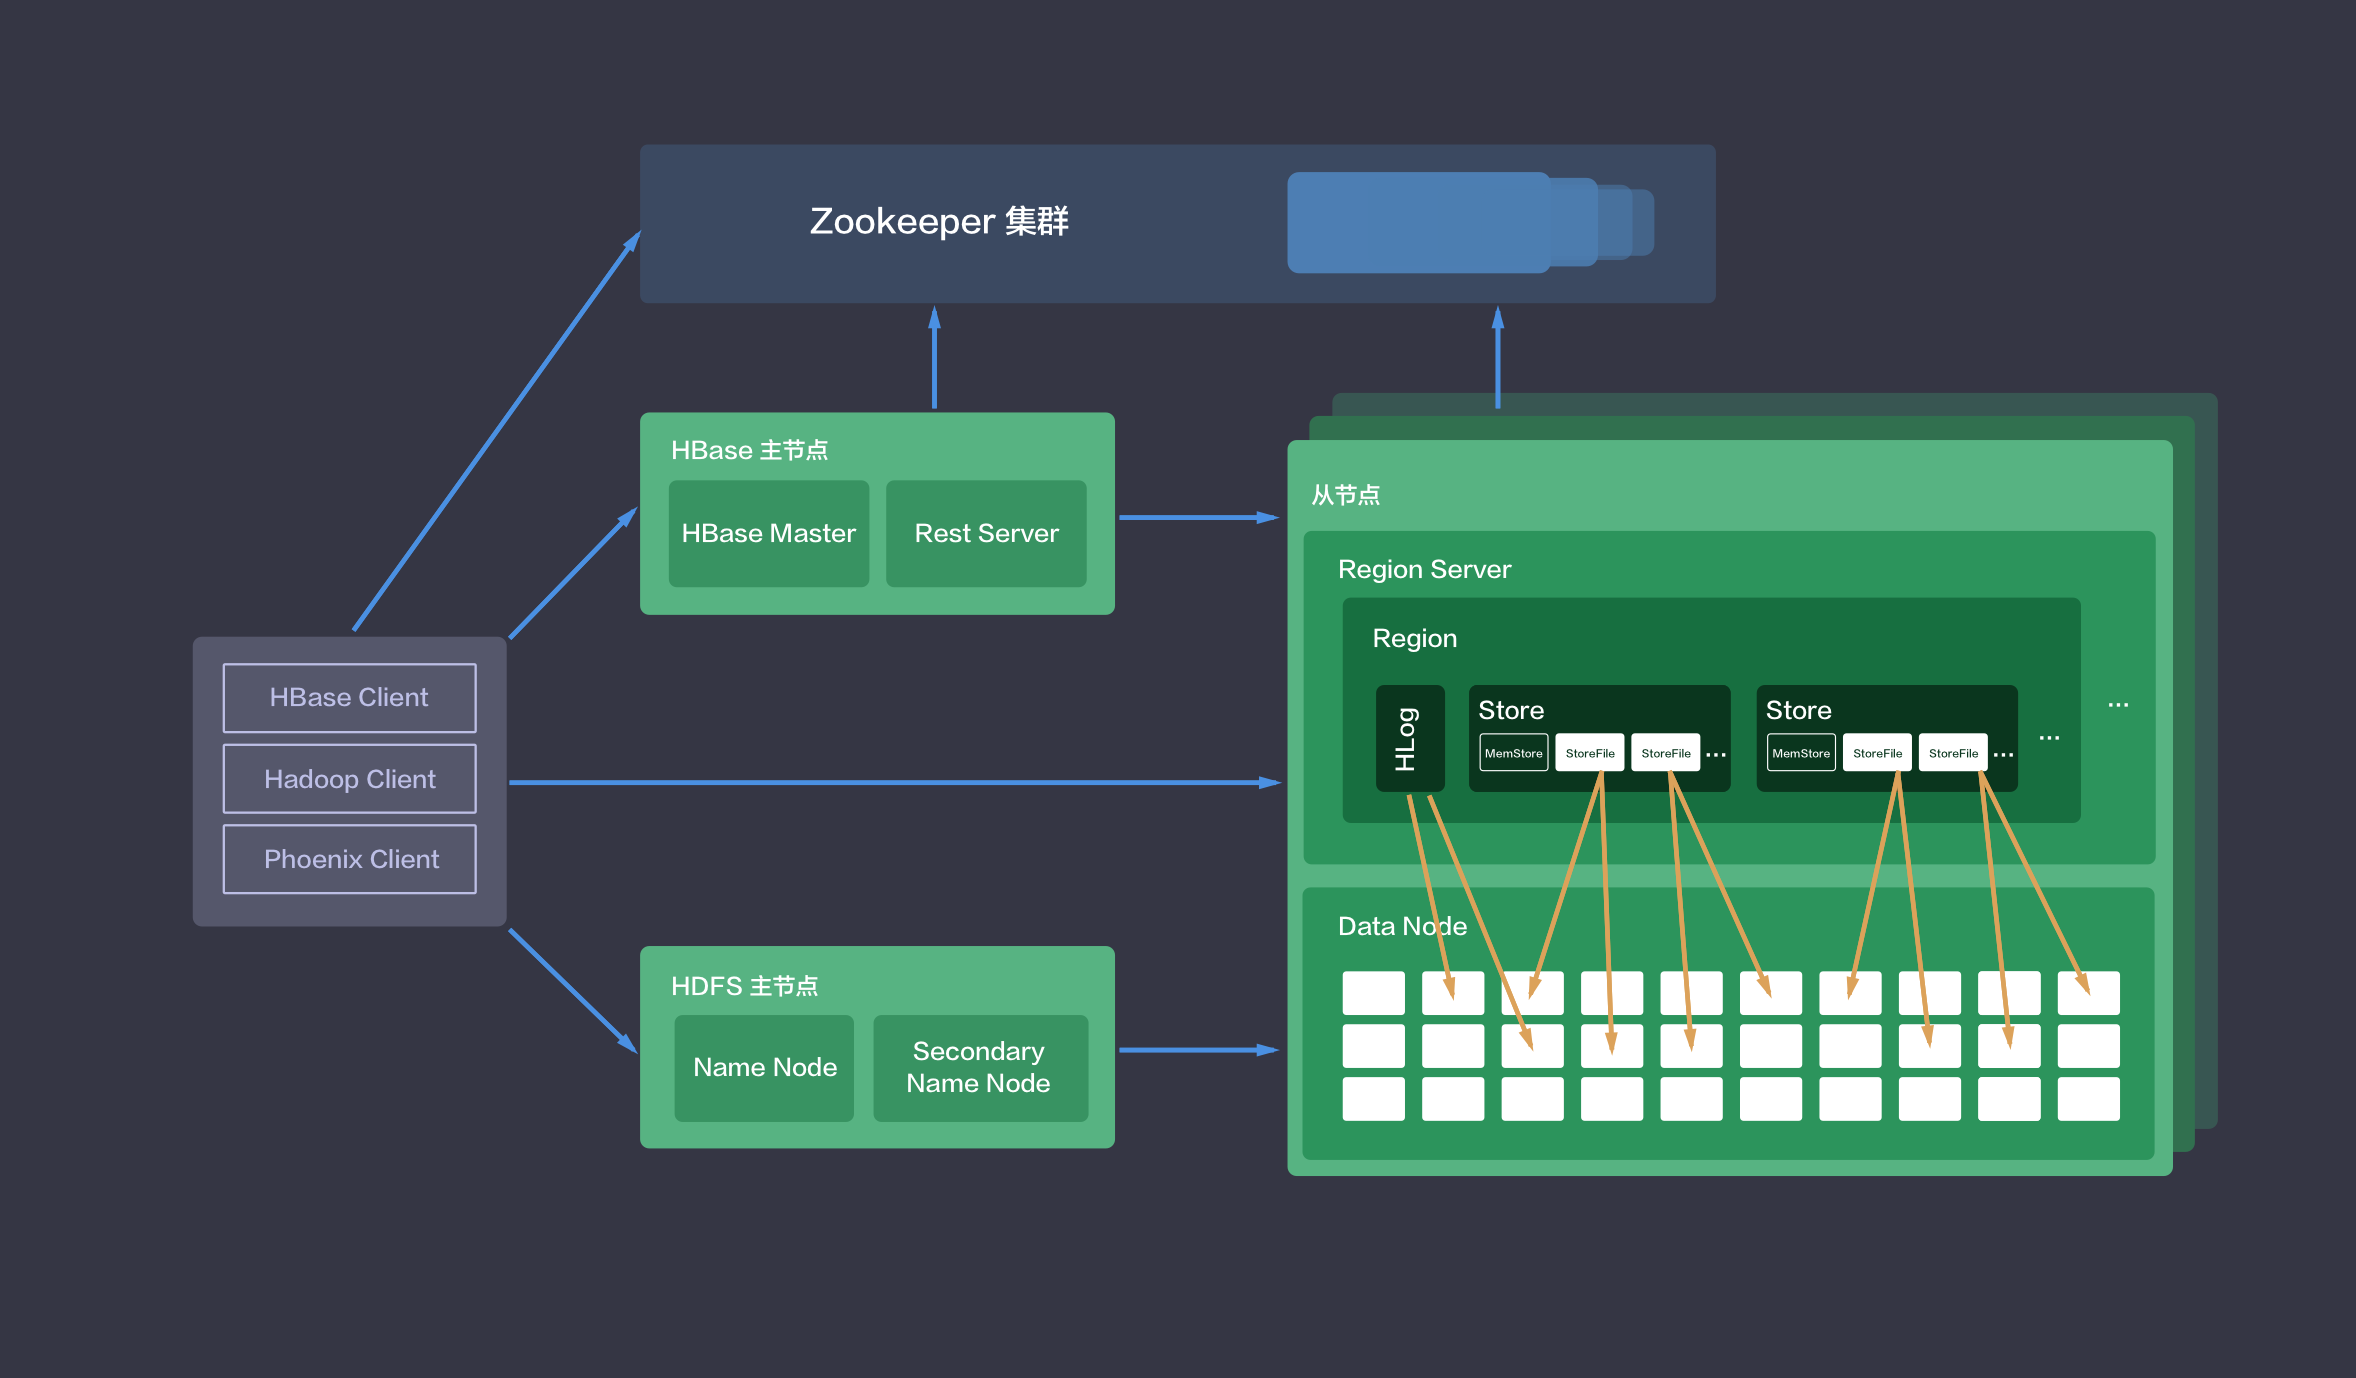 Zookeeper 集群
HBase 主节点
HBase Master
Rest Server
从节点
Region Server
Region
HLog
Store
MemStore
StoreFile
StoreFile
...
Store
MemStore
StoreFile
StoreFile
...
...
...
HBase Client
Hadoop Client
Phoenix Client
Data Node
HDFS 主节点
Name Node
Secondary
Name Node